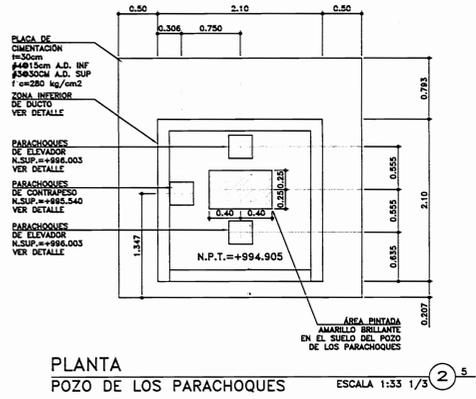 0.50
2.10
0.50
0.306
0.750
PLACA DE
CIMENTACIÓN
t=30cm
#4@15cm A.D. INF
#3@30CM A.D. SUP
f'c=280 kg/cm2
ZONA INFERIOR
DE DUCTO
VER DETALLE
PARACHOQUES
DE ELEVADOR
N.SUP.=+996.003
VER DETALLE
PARACHOQUES
DE CONTRAPESO
N.SUP.=+995.540
VER DETALLE
PARACHOQUES
DE ELEVADOR
N.SUP.=+996.003
VER DETALLE
0.793
0.555
0.25
0.25
2.10
0.555
0.40
0.40
1.347
0.635
N.P.T.=+994.905
0.207
ÁREA PINTADA
AMARILLO BRILLANTE
EN EL SUELO DEL POZO
DE LOS PARACHOQUES
PLANTA
POZO DE LOS PARACHOQUES
ESCALA 1:33 1/3
2
5